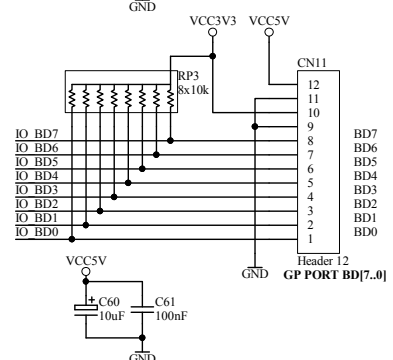 GND
VCC3V3 VCC5V
CN11
RP3
8x10k
12
11
10
9
IO_BD7 8 BD7
IO_BD6 7 BD6
IO_BD5 6 BD5
IO_BD4 5 BD4
IO_BD3 4 BD3
IO_BD2 3 BD2
IO_BD1 2 BD1
IO_BD0 1 BD0
VCC5V
Header 12
GND GP PORT BD[7..0]
+
C60 C61
10uF 100nF
GND